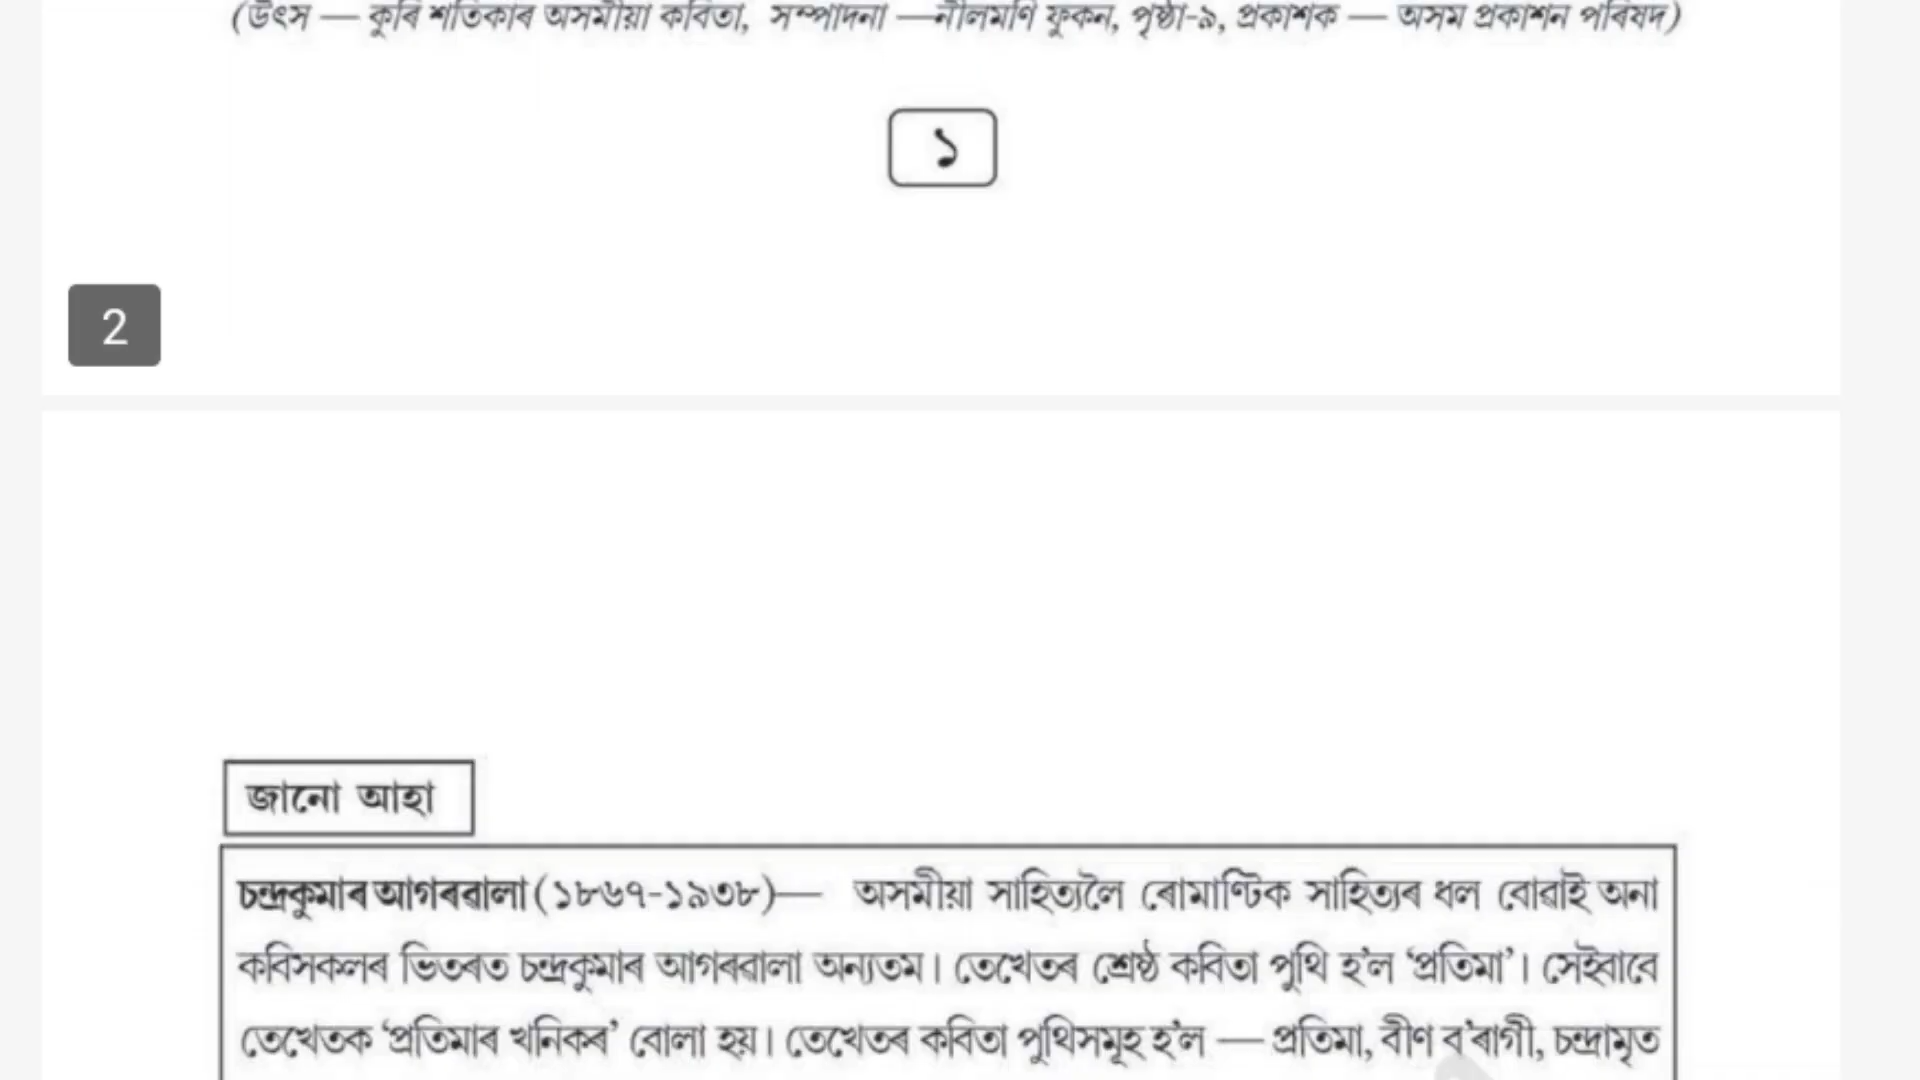 (উৎস — কুৰি শতিকাৰ অসমীয়া কবিতা, সম্পাদনা —নীলমণি ফুকন, পৃষ্ঠা-৯, প্ৰকাশক — অসম প্ৰকাশন পৰিষদ)
১
2
জানো আহা
চন্দ্ৰকুমাৰ আগৰৱালা (১৮৬৭-১৯৩৮)— অসমীয়া সাহিত্যলৈ ৰোমাণ্টিক সাহিত্যৰ ধল বোৱাই অনা
কবিসকলৰ ভিতৰত চন্দ্ৰকুমাৰ আগৰৱালা অন্যতম। তেখেতৰ শ্ৰেষ্ঠ কবিতা পুথি হ'ল ‘প্ৰতিমা’। সেইবাবে
তেখেতক ‘প্ৰতিমাৰ খনিকৰ’ বোলা হয়। তেখেতৰ কবিতা পুথিসমূহ হ'ল — প্ৰতিমা, বীণ ব'ৰাগী, চন্দ্ৰামৃত